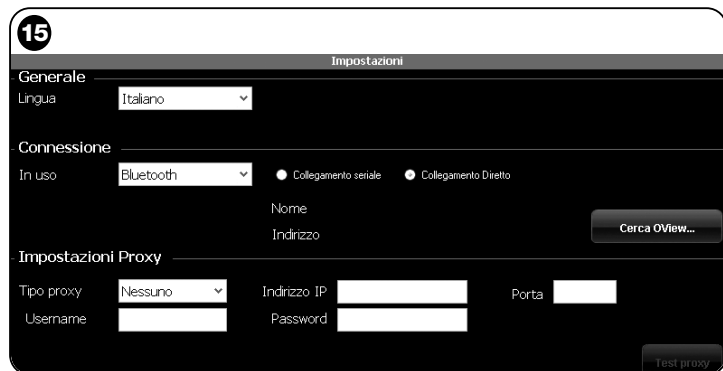 15
Impostazioni
Generale
Lingua Italiano
Connessione
In uso Bluetooth Collegamento seriale Collegamento Diretto
Nome
Indirizzo Cerca OView...
Impostazioni Proxy
Tipo proxy Nessuno Indirizzo IP Porta
Username Password
Test proxy